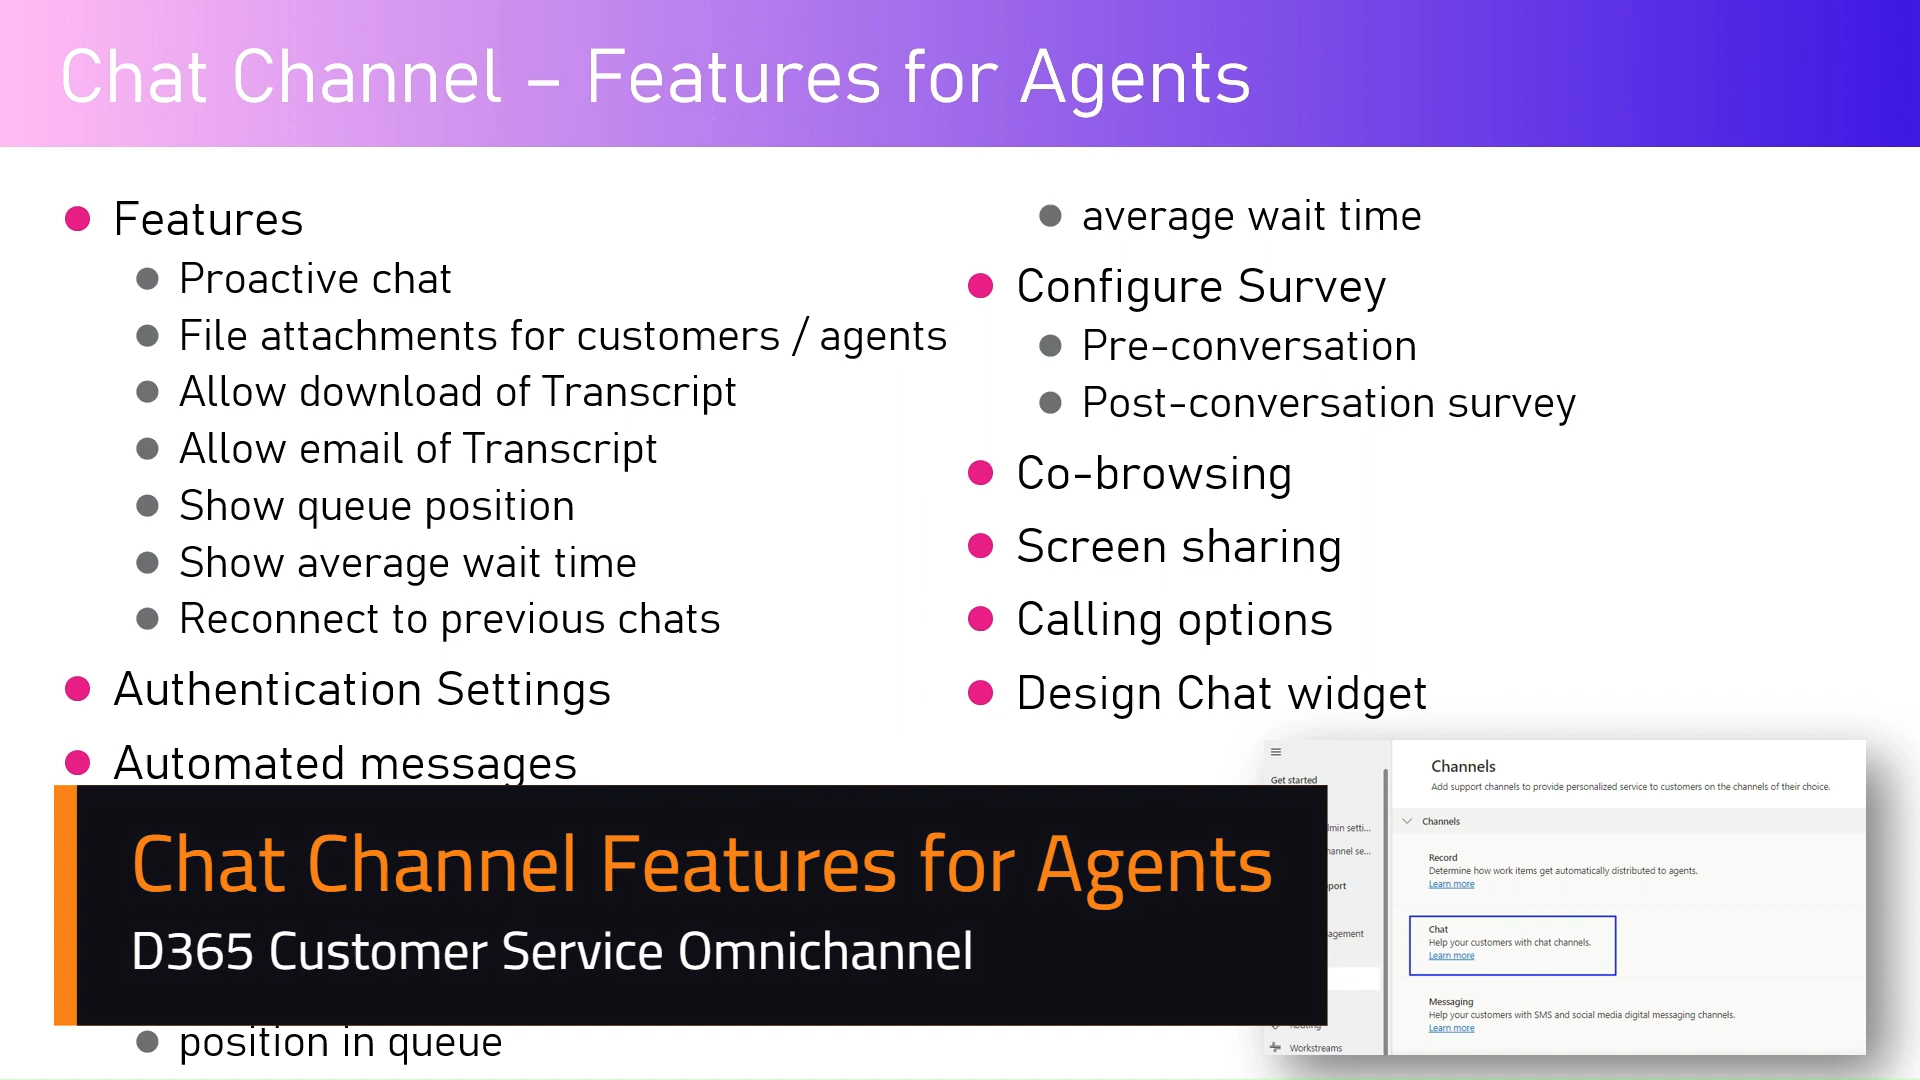 Chat Channel – Features for Agents
Features
Proactive chat
File attachments for customers / agents
Allow download of Transcript
Allow email of Transcript
Show queue position
Show average wait time
Reconnect to previous chats
Authentication Settings
Automated messages
position in queue
average wait time
Configure Survey
Pre-conversation
Post-conversation survey
Co-browsing
Screen sharing
Calling options
Design Chat widget
Chat Channel Features for Agents
D365 Customer Service Omnichannel
Get started
Workstreams
Channels
Add support channels to provide personalized service to customers on the channels of their choice.
Channels
Record
Determine how work items get automatically distributed to agents.
Learn more
Chat
Help your customers with chat channels.
Learn more
Messaging
Help your customers with SMS and social media digital messaging channels.
Learn more